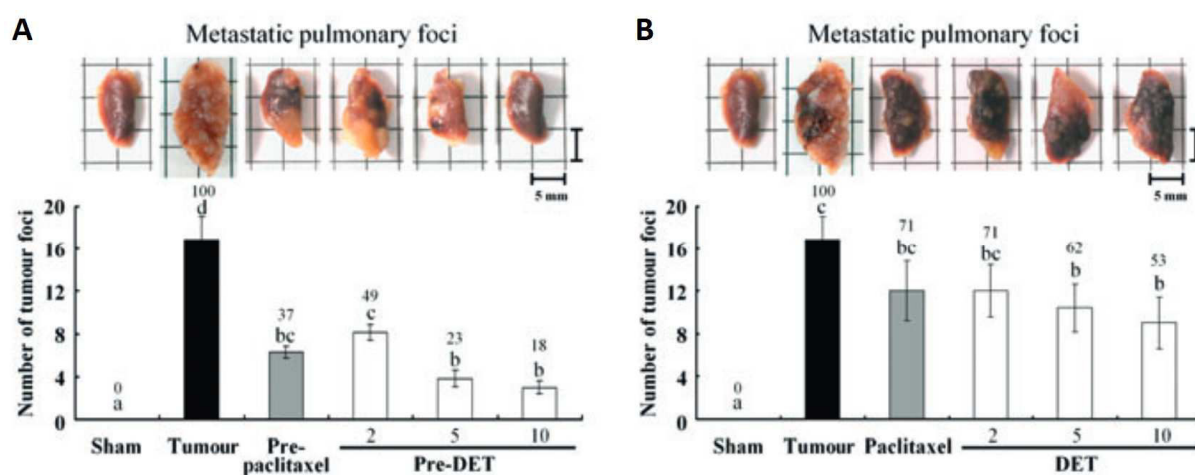 A
Metastatic pulmonary foci
5 mm
Number of tumour foci
20
16
12
8
4
0
0
a
100
d
37
bc
49
c
23
b
18
b
Sham
Tumour
Pre-
paclitaxel
2
5
10
Pre-DET
B
Metastatic pulmonary foci
5 mm
Number of tumour foci
20
16
12
8
4
0
0
a
100
c
71
bc
71
bc
62
b
53
b
Sham
Tumour
Paclitaxel
2
5
10
DET